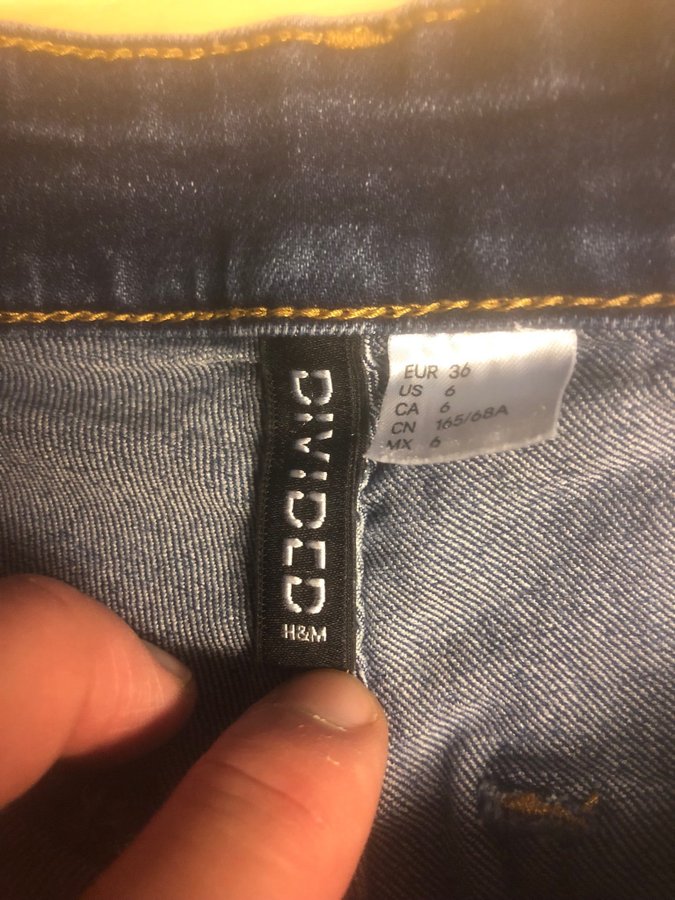 DIVIDED
H&M
EUR 36
US 6
CA 6
CN 165/68A
MX 6